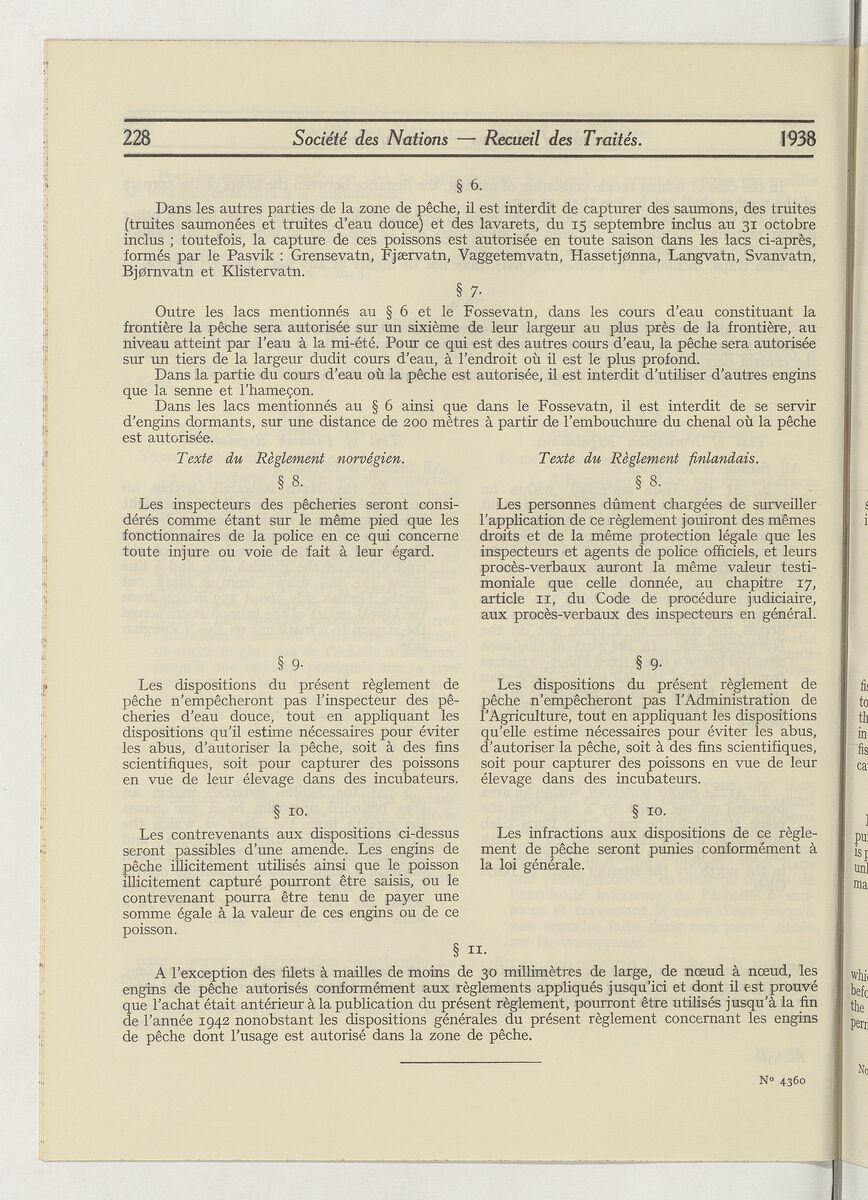 228 Société des Nations — Recueil des Traités. 1938
§ 6.
Dans les autres parties de la zone de pêche, il est interdit de capturer des saumons, des truites
(truites saumonées et truites d'eau douce) et des lavarets, du 15 septembre inclus au 31 octobre
inclus ; toutefois, la capture de ces poissons est autorisée en toute saison dans les lacs ci-après,
formés par le Pasvik : Grensevatn, Fjærvatn, Vaggetemvatn, Hassetjønna, Langvatn, Svanvatn,
Bjørnvatn et Klistervatn.
§ 7.
Outre les lacs mentionnés au § 6 et le Fossevatn, dans les cours d'eau constituant la
frontière la pêche sera autorisée sur un sixième de leur largeur au plus près de la frontière, au
niveau atteint par l'eau à la mi-été. Pour ce qui est des autres cours d'eau, la pêche sera autorisée
sur un tiers de la largeur dudit cours d'eau, à l'endroit où il est le plus profond.
Dans la partie du cours d'eau où la pêche est autorisée, il est interdit d'utiliser d'autres engins
que la senne et l'hameçon.
Dans les lacs mentionnés au § 6 ainsi que dans le Fossevatn, il est interdit de se servir
d'engins dormants, sur une distance de 200 mètres à partir de l'embouchure du chenal où la pêche
est autorisée.
Texte du Règlement norvégien.
§ 8.
Les inspecteurs des pêcheries seront consi-
dérés comme étant sur le même pied que les
fonctionnaires de la police en ce qui concerne
toute injure ou voie de fait à leur égard.
§ 9.
Les dispositions du présent règlement de
pêche n'empêcheront pas l'inspecteur des pê-
cheries d'eau douce, tout en appliquant les
dispositions qu'il estime nécessaires pour éviter
les abus, d'autoriser la pêche, soit à des fins
scientifiques, soit pour capturer des poissons
en vue de leur élevage dans des incubateurs.
§ 10.
Les contrevenants aux dispositions ci-dessus
seront passibles d'une amende. Les engins de
pêche illicitement utilisés ainsi que le poisson
illicitement capturé pourront être saisis, ou le
contrevenant pourra être tenu de payer une
somme égale à la valeur de ces engins ou de ce
poisson.
Texte du Règlement finlandais.
§ 8.
Les personnes dûment chargées de surveiller
l'application de ce règlement jouiront des mêmes
droits et de la même protection légale que les
inspecteurs et agents de police officiels, et leurs
procès-verbaux auront la même valeur testi-
moniale que celle donnée, au chapitre 17,
article 11, du Code de procédure judiciaire,
aux procès-verbaux des inspecteurs en général.
§ 9.
Les dispositions du présent règlement de
pêche n'empêcheront pas l'Administration de
l'Agriculture, tout en appliquant les dispositions
qu'elle estime nécessaires pour éviter les abus,
d'autoriser la pêche, soit à des fins scientifiques,
soit pour capturer des poissons en vue de leur
élevage dans des incubateurs.
§ 10.
Les infractions aux dispositions de ce règle-
ment de pêche seront punies conformément à
la loi générale.
§ 11.
A l'exception des filets à mailles de moins de 30 millimètres de large, de nœud à nœud, les
engins de pêche autorisés conformément aux règlements appliqués jusqu'ici et dont il est prouvé
que l'achat était antérieur à la publication du présent règlement, pourront être utilisés jusqu'à la fin
de l'année 1942 nonobstant les dispositions générales du présent règlement concernant les engins
de pêche dont l'usage est autorisé dans la zone de pêche.
Nº 4360